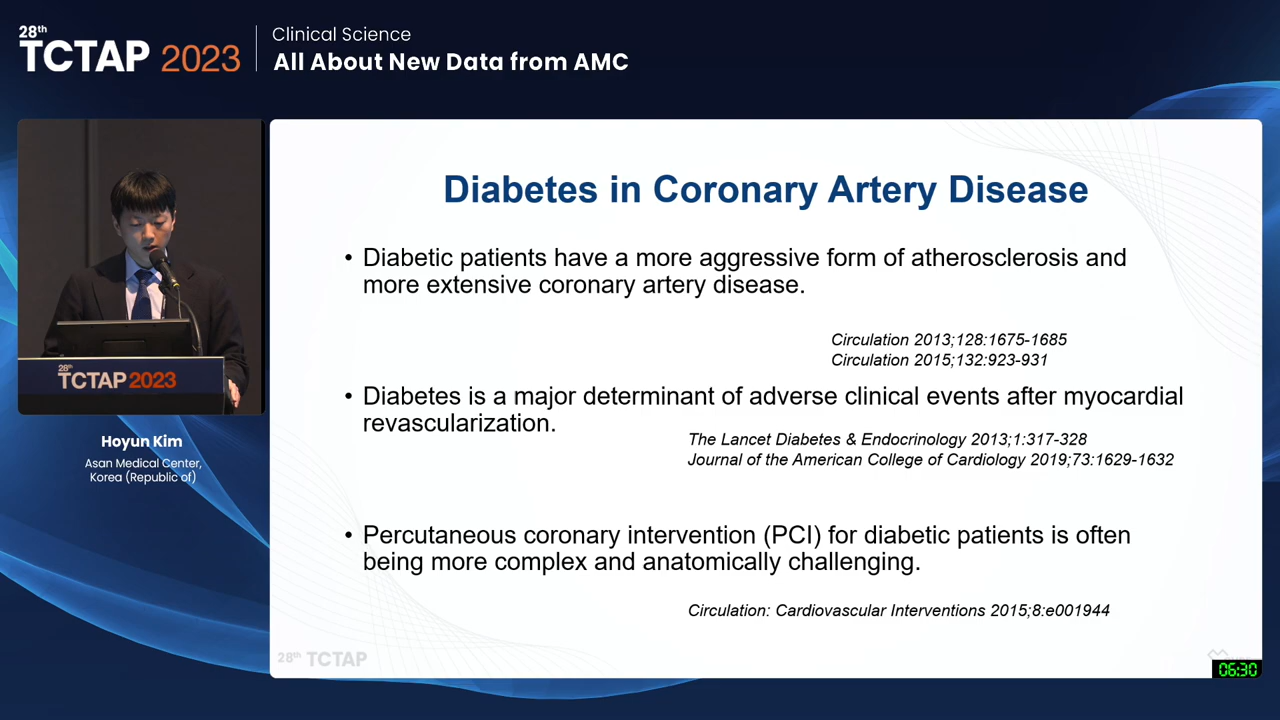 28th
TCTAP 2023
Clinical Science
All About New Data from AMC
28th
TCTAP 2023
Hoyun Kim
Asan Medical Center,
Korea (Republic of)
Diabetes in Coronary Artery Disease
• Diabetic patients have a more aggressive form of atherosclerosis and
more extensive coronary artery disease.
Circulation 2013;128:1675-1685
Circulation 2015;132:923-931
• Diabetes is a major determinant of adverse clinical events after myocardial
revascularization.
The Lancet Diabetes & Endocrinology 2013;1:317-328
Journal of the American College of Cardiology 2019;73:1629-1632
• Percutaneous coronary intervention (PCI) for diabetic patients is often
being more complex and anatomically challenging.
Circulation: Cardiovascular Interventions 2015;8:e001944
28th TCTAP
06:30